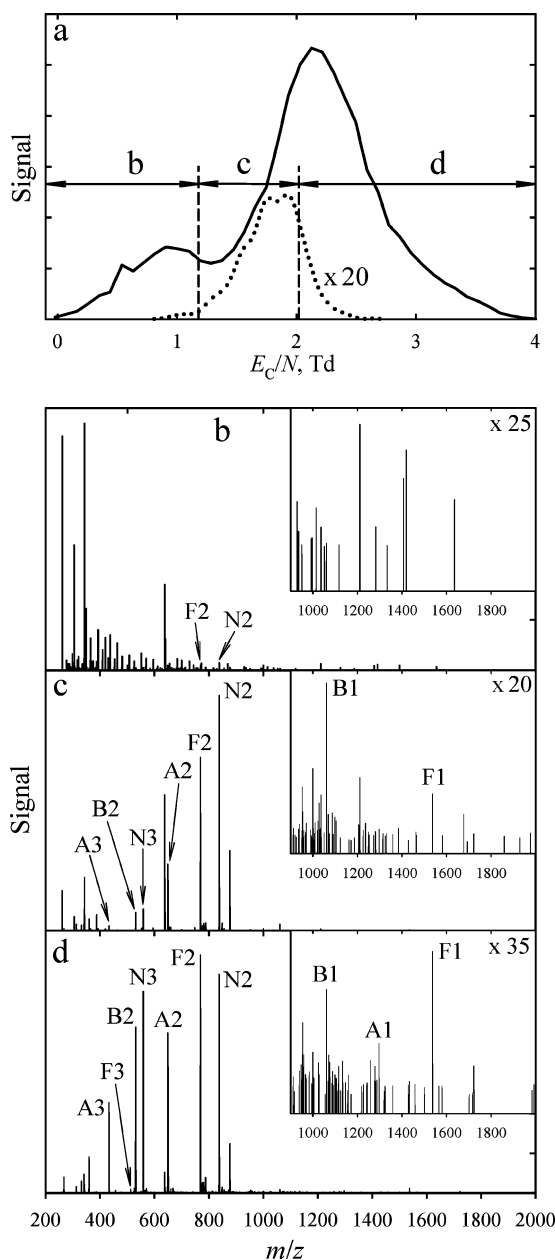 a
Signal
b
c
d
x 20
0
1
2
3
4
E_C/N, Td
b
x 25
F2
N2
1000
1200
1400
1600
1800
c
x 20
N2
B1
F2
A2
F1
B2
N3
A3
Signal
1000
1200
1400
1600
1800
d
x 35
F2
F1
N3
N2
B1
B2
A2
A1
F3
A3
1000
1200
1400
1600
1800
200 400 600 800 1000 1200 1400 1600 1800 2000
m/z